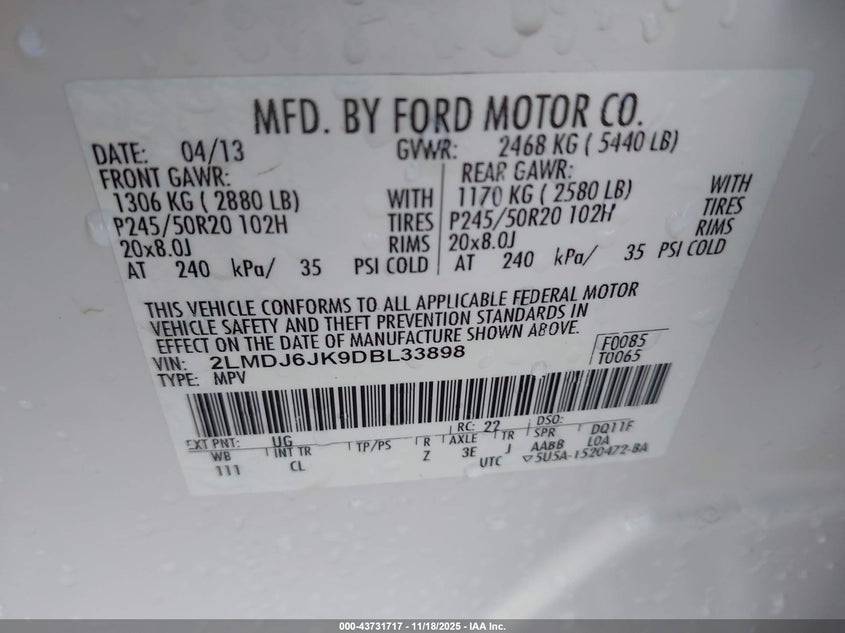 MFD. BY FORD MOTOR CO.
DATE: 04/13 GVWR: 2468 KG ( 5440 LB)
FRONT GAWR: REAR GAWR:
1306 KG ( 2880 LB) WITH 1170 KG ( 2580 LB) WITH
P245/50R20 102H TIRES P245/50R20 102H TIRES
20x8.0J RIMS 20x8.0J RIMS
AT 240 kPa/ 35 PSI COLD AT 240 kPa/ 35 PSI COLD
THIS VEHICLE CONFORMS TO ALL APPLICABLE FEDERAL MOTOR
VEHICLE SAFETY AND THEFT PREVENTION STANDARDS IN
EFFECT ON THE DATE OF MANUFACTURE SHOWN ABOVE.
VIN: 2LMDJ6JK9DBL33898 F0085
TYPE: MPV T0065
EXT PNT: UG RC: 22 DSO:
WB INT TR TP/PS R AXLE TR SPR DQ11F
111 CL Z 3E J AABB LOA
UTC ▽5U5A-1520472-BA
000-43731717 - 11/18/2025 - IAA Inc.